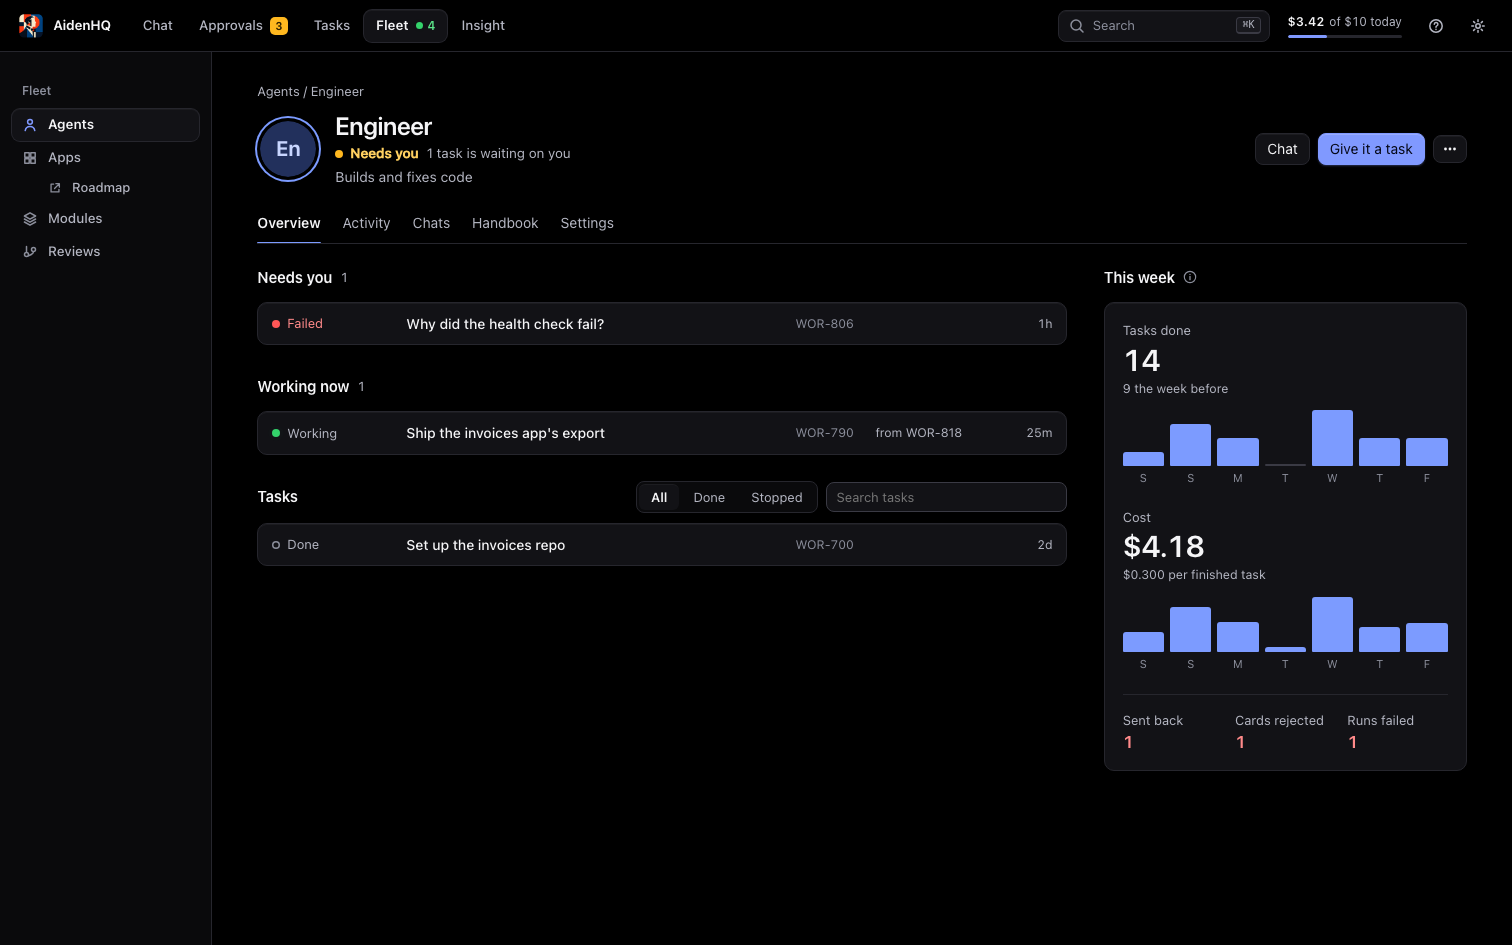 AidenHQ
Chat
Approvals 3
Tasks
Fleet 4
Insight
Search ⌘K
$3.42 of $10 today
Fleet
Agents
Apps
Roadmap
Modules
Reviews
Agents / Engineer
En
Engineer
Needs you 1 task is waiting on you
Builds and fixes code
Chat
Give it a task
Overview
Activity
Chats
Handbook
Settings
Needs you 1
Failed Why did the health check fail? WOR-806 1h
Working now 1
Working Ship the invoices app's export WOR-790 from WOR-818 25m
Tasks
All Done Stopped
Search tasks
Done Set up the invoices repo WOR-700 2d
This week
Tasks done
14
9 the week before
S S M T W T F
Cost
$4.18
$0.300 per finished task
S S M T W T F
Sent back Cards rejected Runs failed
1 1 1